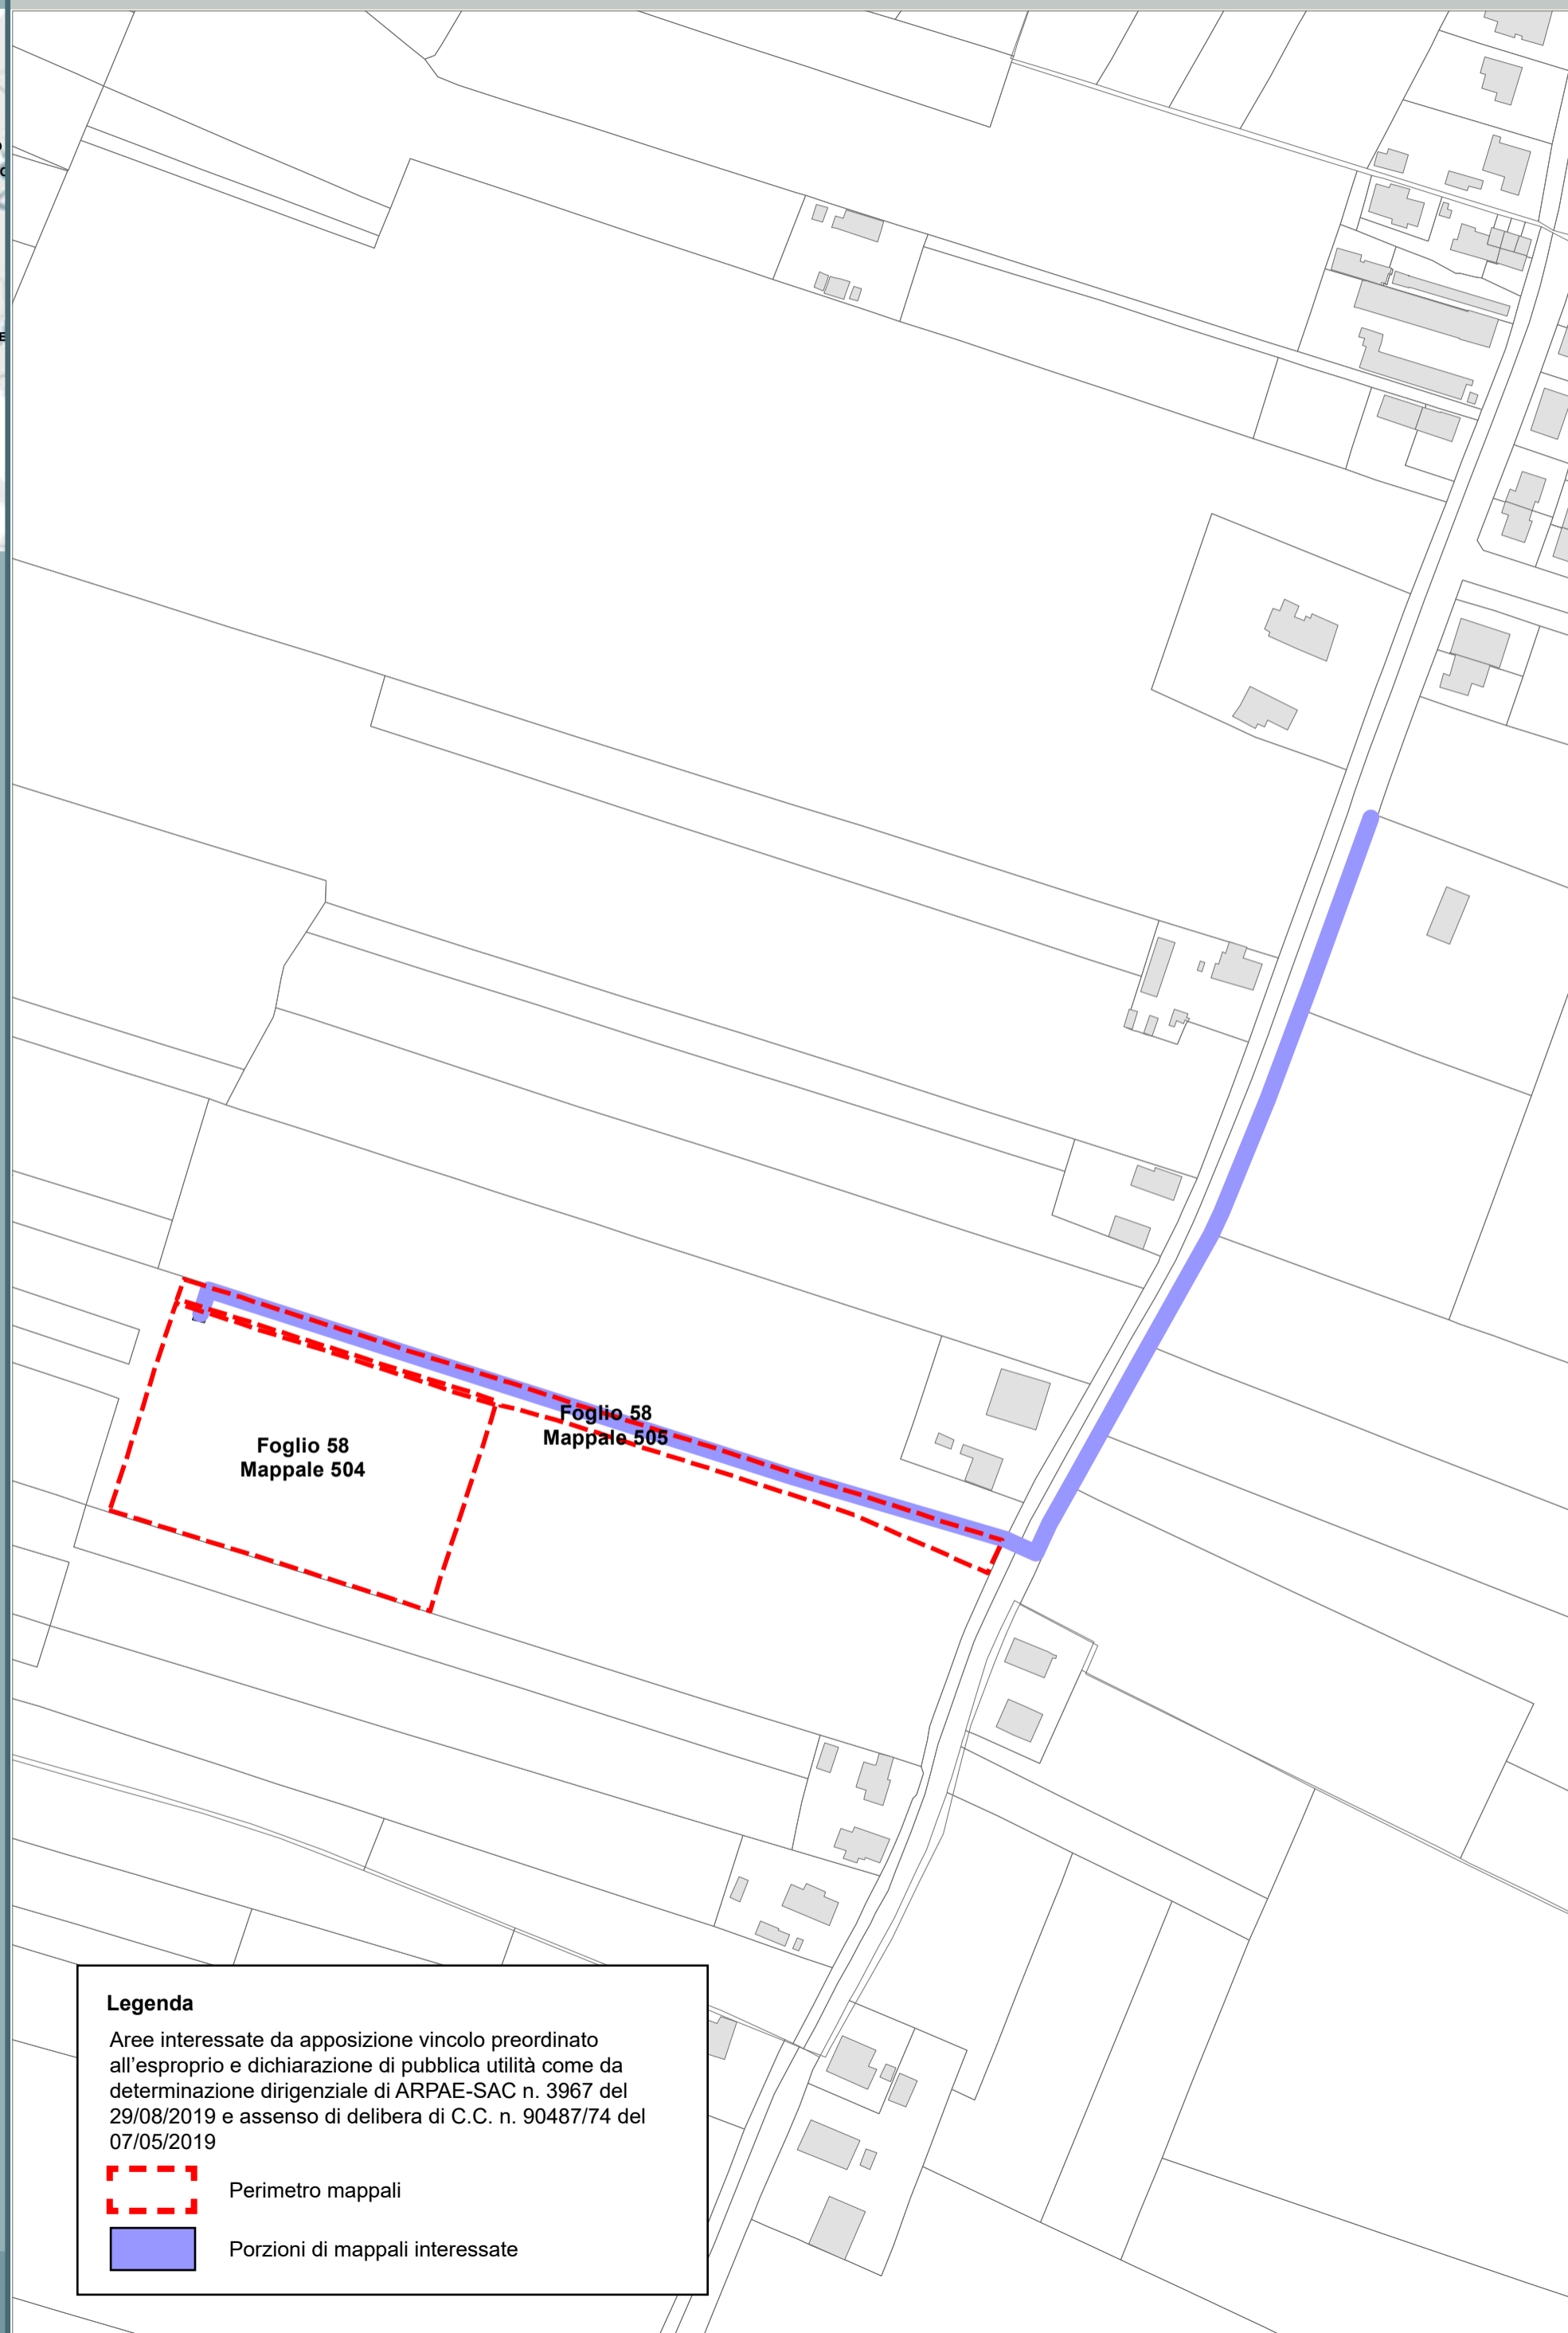 Foglio 58
Mappale 505
Foglio 58
Mappale 504
Legenda
Aree interessate da apposizione vincolo preordinato
all'esproprio e dichiarazione di pubblica utilità come da
determinazione dirigenziale di ARPAE-SAC n. 3967 del
29/08/2019 e assenso di delibera di C.C. n. 90487/74 del
07/05/2019
Perimetro mappali
Porzioni di mappali interessate